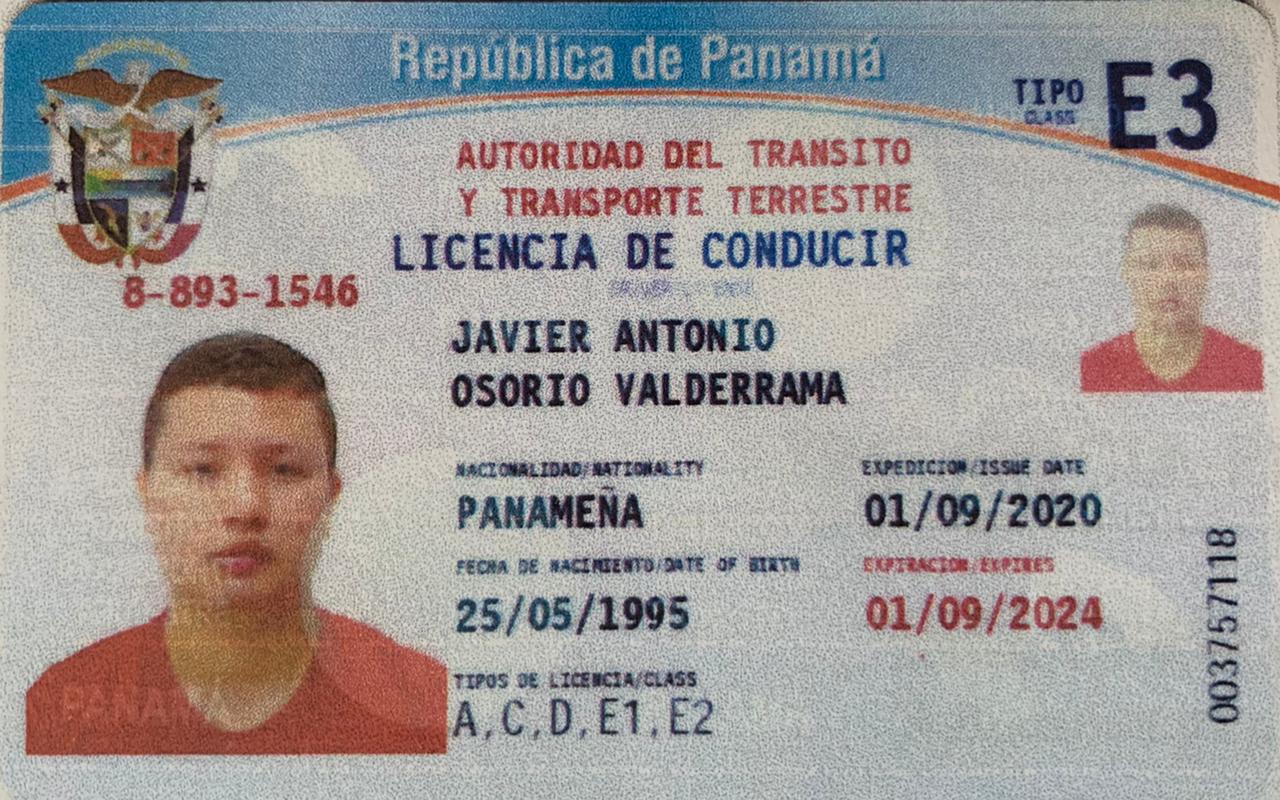 República de Panamá
TIPO
CLASS
E3
AUTORIDAD DEL TRANSITO
Y TRANSPORTE TERRESTRE
LICENCIA DE CONDUCIR
8-893-1546
JAVIER ANTONIO
OSORIO VALDERRAMA
NACIONALIDAD/NATIONALITY
PANAMEÑA
EXPEDICION/ISSUE DATE
01/09/2020
FECHA DE NACIMIENTO/DATE OF BIRTH
25/05/1995
EXPIRACION/EXPIRES
01/09/2024
TIPOS DE LICENCIA/CLASS
A,C,D,E1,E2
003757118
PANAMA